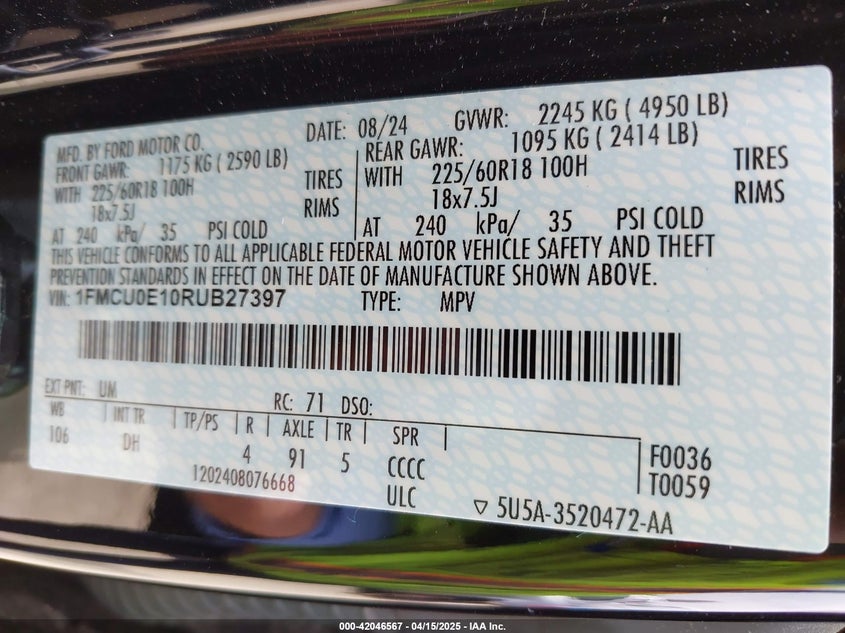 MFD. BY FORD MOTOR CO.
DATE: 08/24 GVWR: 2245 KG ( 4950 LB)
FRONT GAWR: 1175 KG ( 2590 LB)
REAR GAWR: 1095 KG ( 2414 LB)
WITH 225/60R18 100H TIRES
WITH 225/60R18 100H TIRES
18x7.5J RIMS
18x7.5J RIMS
AT 240 kPa/ 35 PSI COLD
AT 240 kPa/ 35 PSI COLD
THIS VEHICLE CONFORMS TO ALL APPLICABLE FEDERAL MOTOR VEHICLE SAFETY AND THEFT
PREVENTION STANDARDS IN EFFECT ON THE DATE OF MANUFACTURE SHOWN ABOVE.
VIN: 1FMCU0E10RUB27397 TYPE: MPV
EXT PNT: UM RC: 71 DSO:
WB INT TR TP/PS R AXLE TR SPR
106 DH 4 91 5 CCCC F0036
1202408076668 ULC T0059
▽ 5U5A-3520472-AA
000-42046567 - 04/15/2025 - IAA Inc.